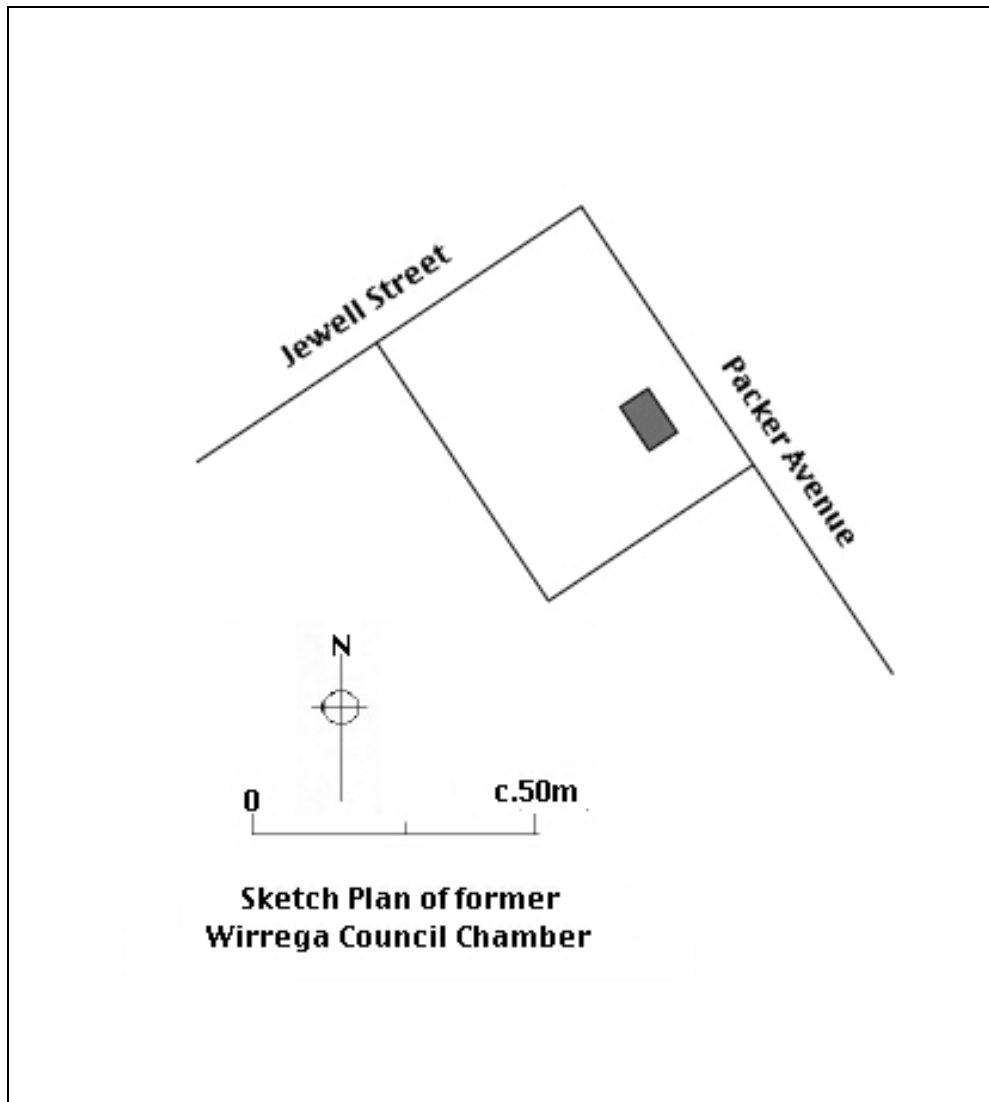 Jewell Street
Packer Avenue
N
0
c.50m
Sketch Plan of former
Wirrega Council Chamber